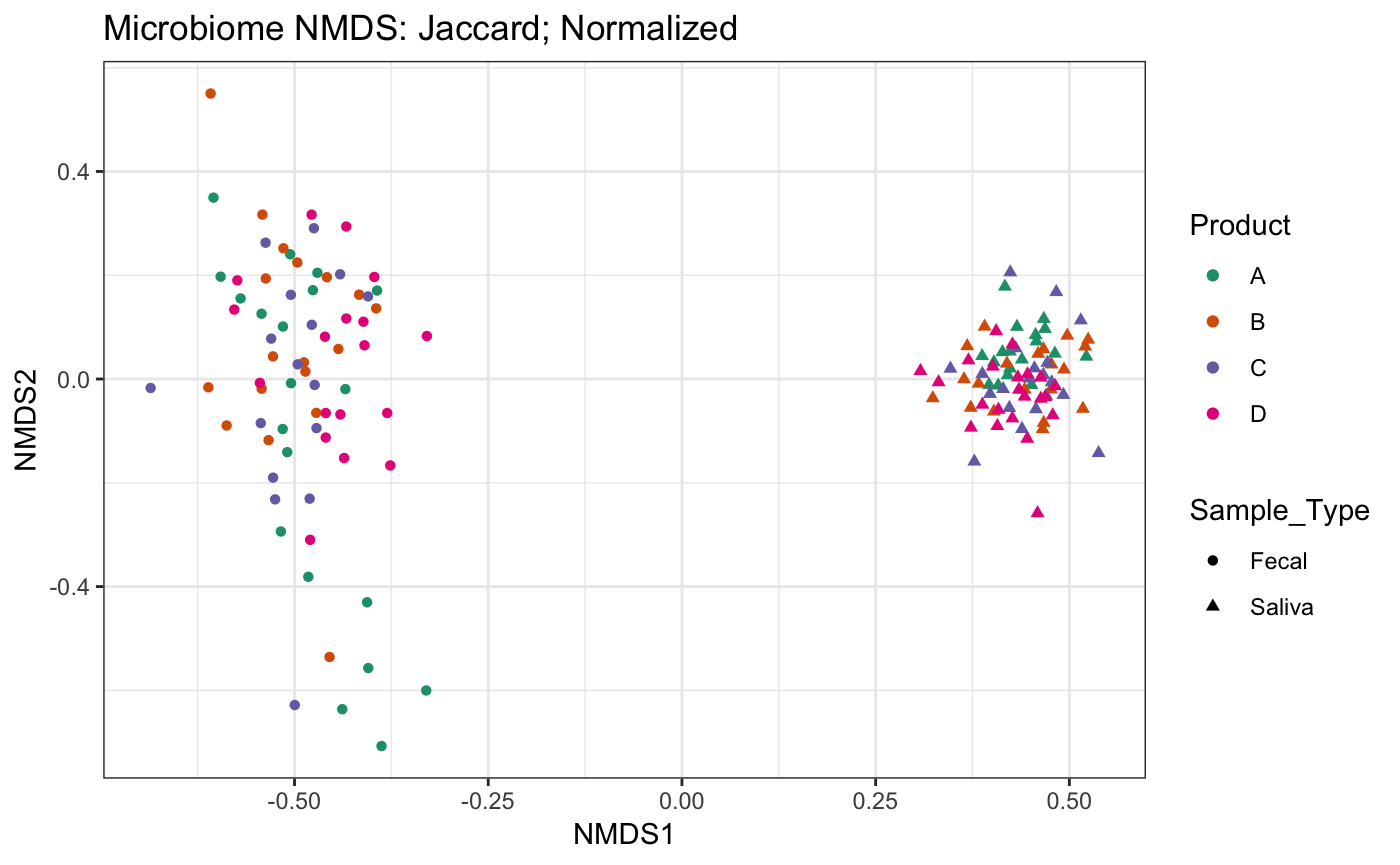 Microbiome NMDS: Jaccard; Normalized
0.4
0.0
-0.4
NMDS2
-0.50
-0.25
0.00
0.25
0.50
NMDS1
Product
A
B
C
D
Sample_Type
Fecal
Saliva